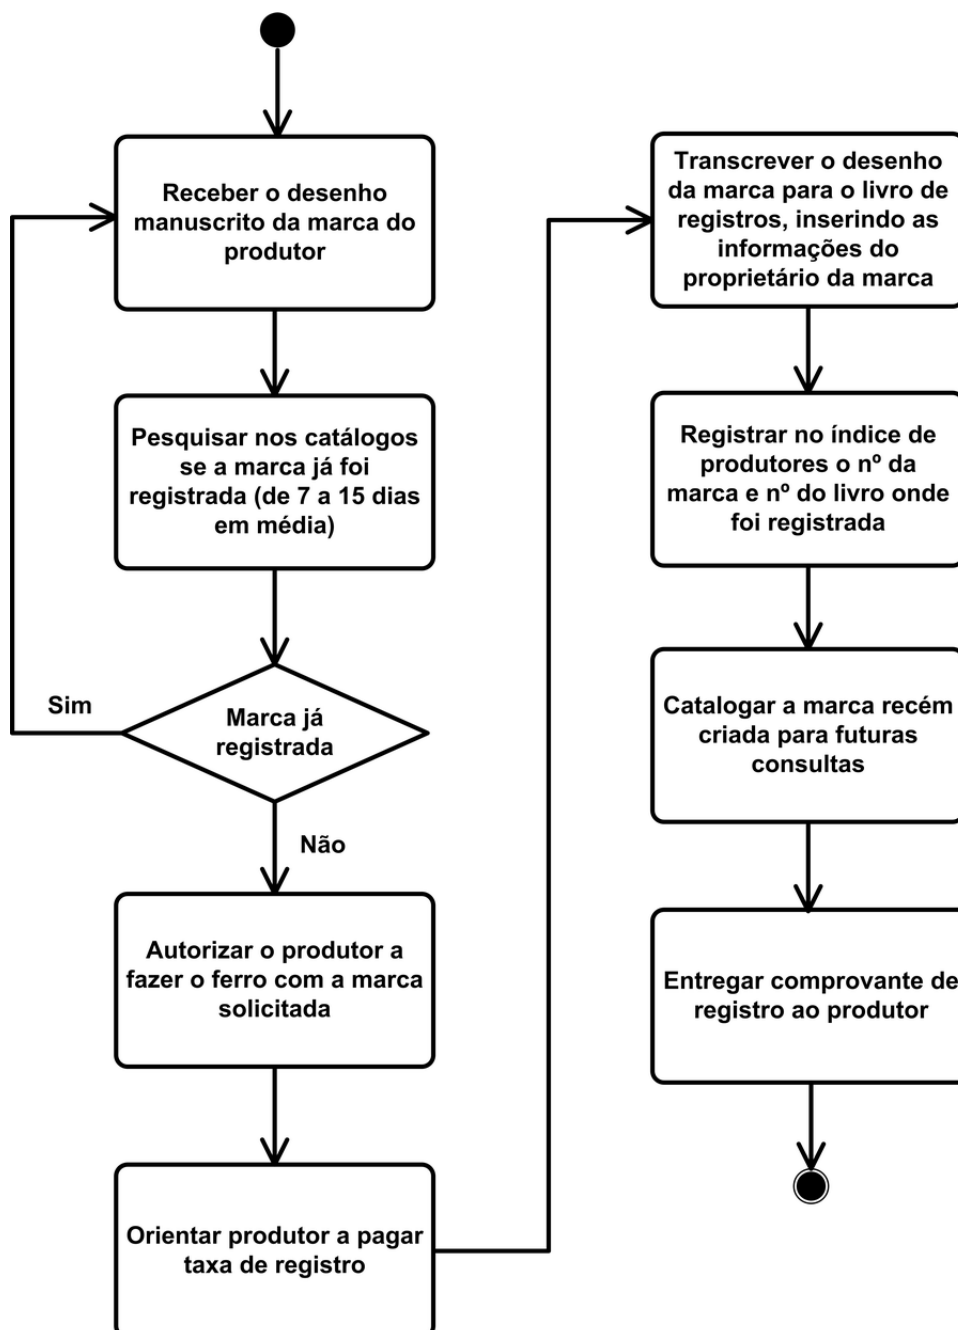 Receber o desenho
manuscrito da marca do
produtor
Pesquisar nos catálogos
se a marca já foi
registrada (de 7 a 15 dias
em média)
Marca já
registrada
Sim
Não
Autorizar o produtor a
fazer o ferro com a marca
solicitada
Orientar produtor a pagar
taxa de registro
Transcrever o desenho
da marca para o livro de
registros, inserindo as
informações do
proprietário da marca
Registrar no índice de
produtores o nº da
marca e nº do livro onde
foi registrada
Catalogar a marca recém
criada para futuras
consultas
Entregar comprovante de
registro ao produtor